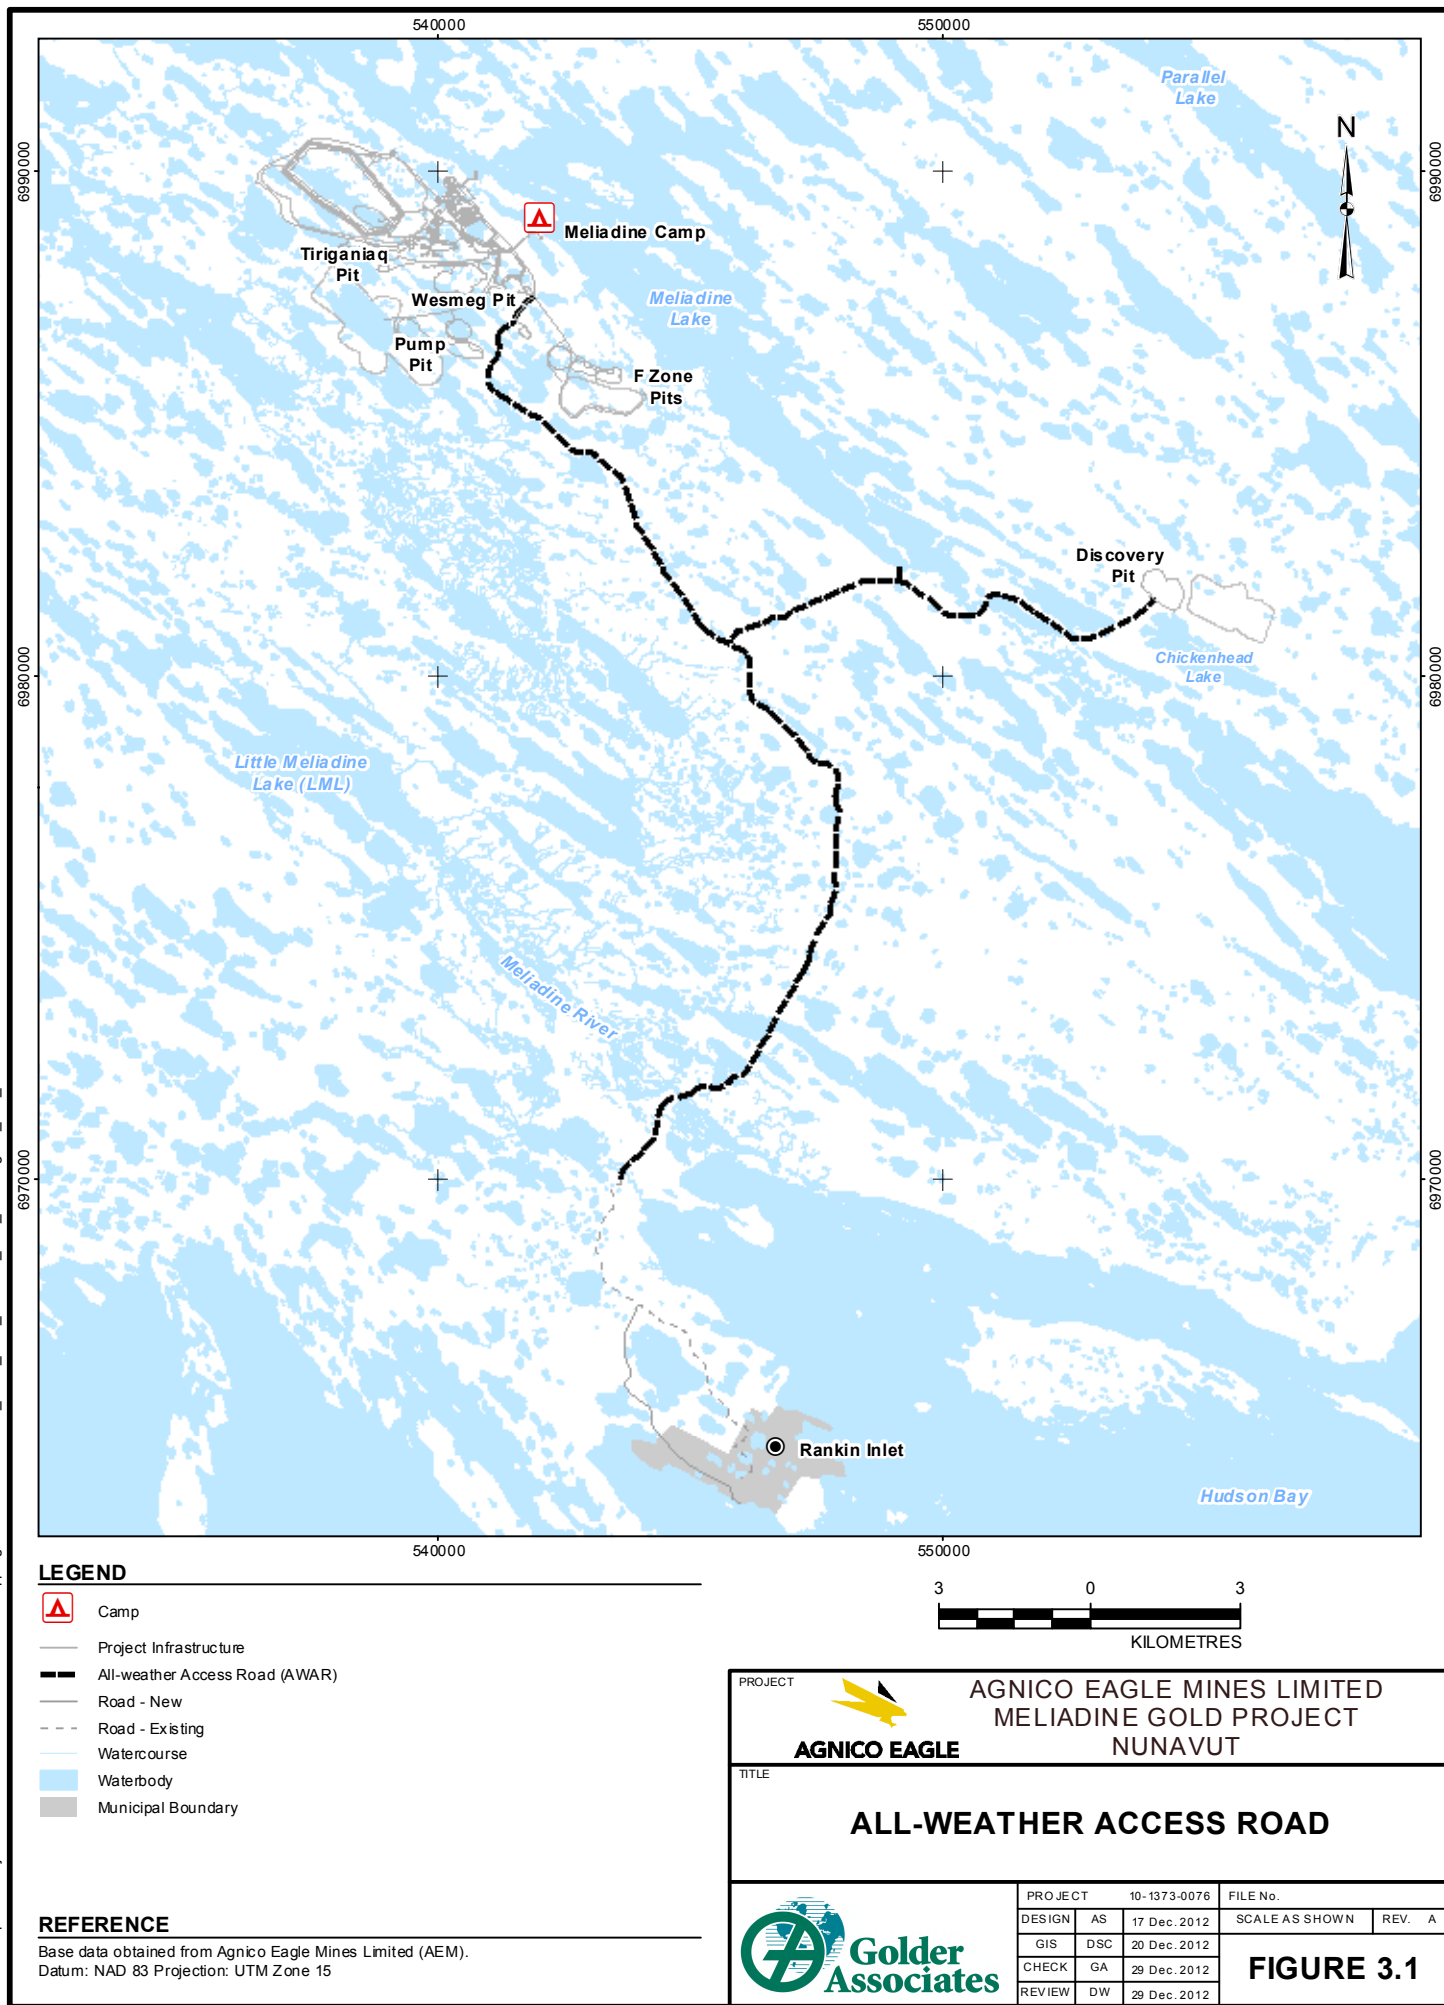 540000
550000
Parallel
Lake
N
6990000
6990000
Meliadine Camp
Tiriganiaq
Pit
Meliadine
Lake
Wesmeg Pit
Pump
Pit
F Zone
Pits
Discovery
Pit
Chickenhead
Lake
6980000
6980000
Little Meliadine
Lake (LML)
Meliadine River
6970000
6970000
Rankin Inlet
Hudson Bay
540000
550000
LEGEND
Camp
Project Infrastructure
All-weather Access Road (AWAR)
Road - New
Road - Existing
Watercourse
Waterbody
Municipal Boundary
3 0 3
KILOMETRES
REFERENCE
Base data obtained from Agnico Eagle Mines Limited (AEM).
Datum: NAD 83 Projection: UTM Zone 15
PROJECT
AGNICO EAGLE
AGNICO EAGLE MINES LIMITED
MELIADINE GOLD PROJECT
NUNAVUT
TITLE
ALL-WEATHER ACCESS ROAD
Golder
Associates
PROJECT 10-1373-0076 FILE No.
DESIGN AS 17 Dec. 2012 SCALE AS SHOWN REV. A
GIS DSC 20 Dec. 2012
CHECK GA 29 Dec. 2012
REVIEW DW 29 Dec. 2012
FIGURE 3.1